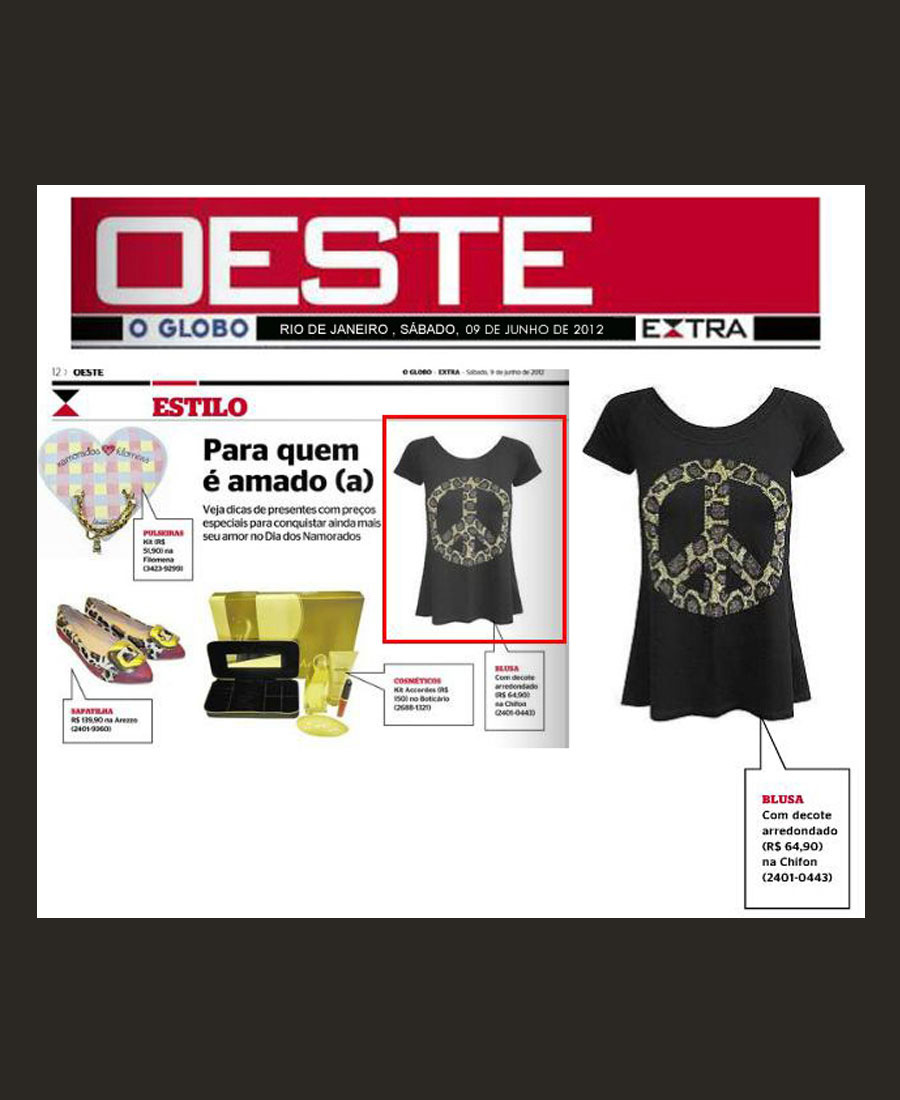 OESTE
O GLOBO
RIO DE JANEIRO , SÁBADO, 09 DE JUNHO DE 2012
EXTRA
12 > OESTE
O GLOBO - EXTRA - Sábado, 9 de junho de 2012
ESTILO
namorados filomena
Para quem
é amado (a)
Veja dicas de presentes com preços
especiais para conquistar ainda mais
seu amor no Dia dos Namorados
PULSEIRAS
Kit (R$
51,90) na
Filomena
(3423-9299)
SAPATILHA
R$ 139,90 na Arezzo
(2401-9360)
COSMÉTICOS
Kit Accordes (R$
150) no Boticário
(2688-1321)
BLUSA
Com decote
arredondado
(R$ 64,90)
na Chifon
(2401-0443)
BLUSA
Com decote
arredondado
(R$ 64,90)
na Chifon
(2401-0443)